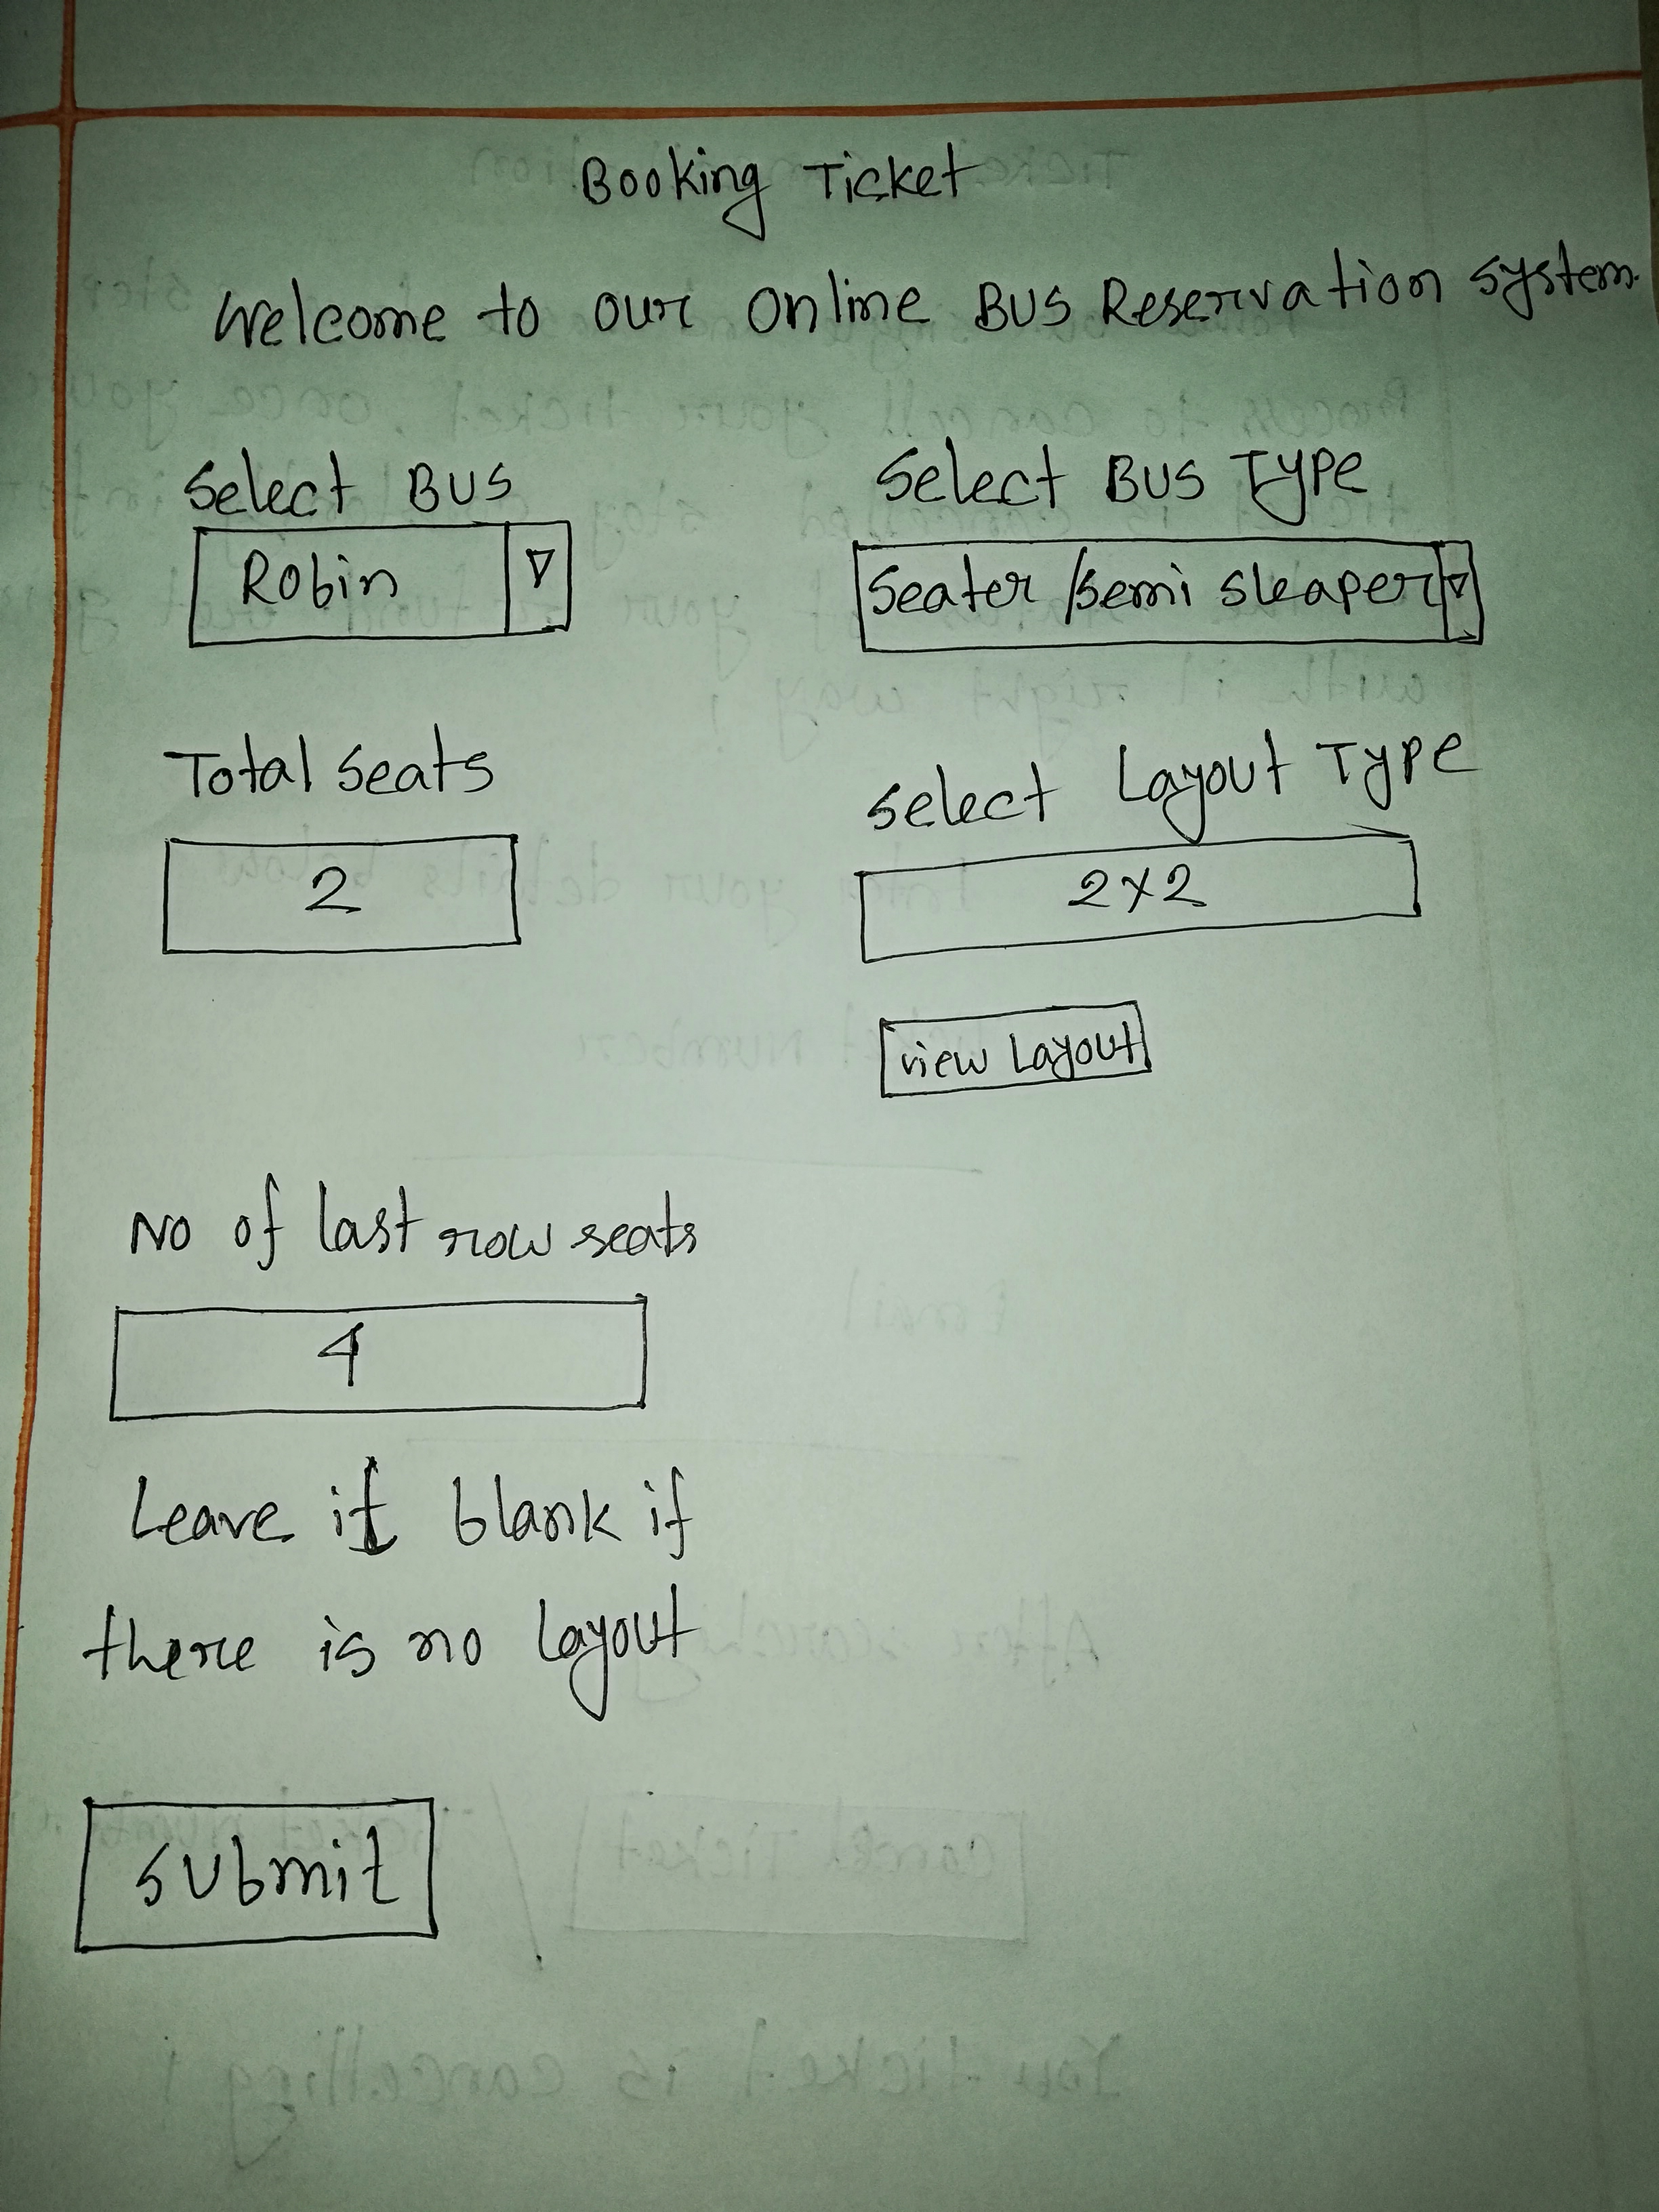 Booking Ticket
Welcome to our Online Bus Reservation System.
Select Bus
Select Bus Type
Robin
Seater /Semi Sleaper
Total Seats
Select Layout Type
2
2x2
view Layout
No of last row seats
4
Leave it blank if
there is no layout
Submit